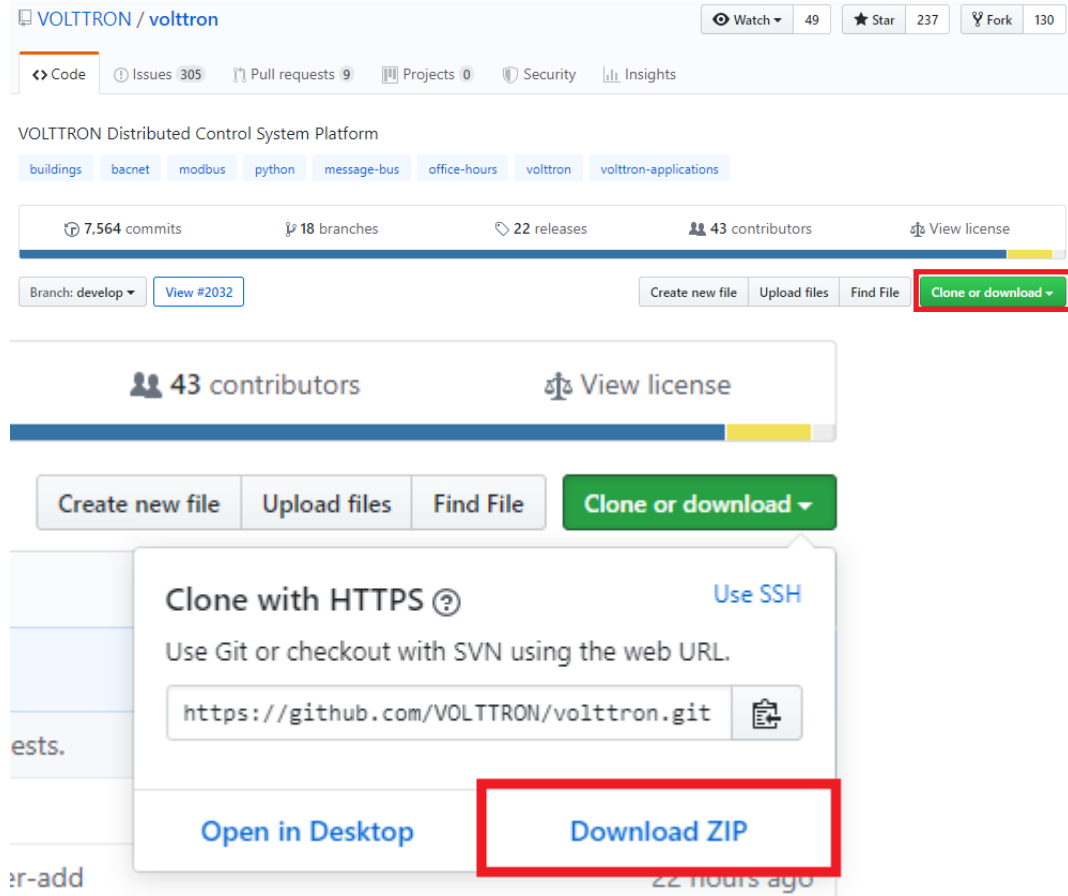 VOLTTRON / volttron
Watch 49 Star 237 Fork 130
Code Issues 305 Pull requests 9 Projects 0 Security Insights
VOLTTRON Distributed Control System Platform
buildings bacnet modbus python message-bus office-hours volttron volttron-applications
7,564 commits 18 branches 22 releases 43 contributors View license
Branch: develop View #2032 Create new file Upload files Find File Clone or download
43 contributors View license
Create new file Upload files Find File Clone or download
Clone with HTTPS Use SSH
Use Git or checkout with SVN using the web URL.
https://github.com/VOLTTRON/volttron.git
ests.
Open in Desktop Download ZIP
er-add 22 hours ago